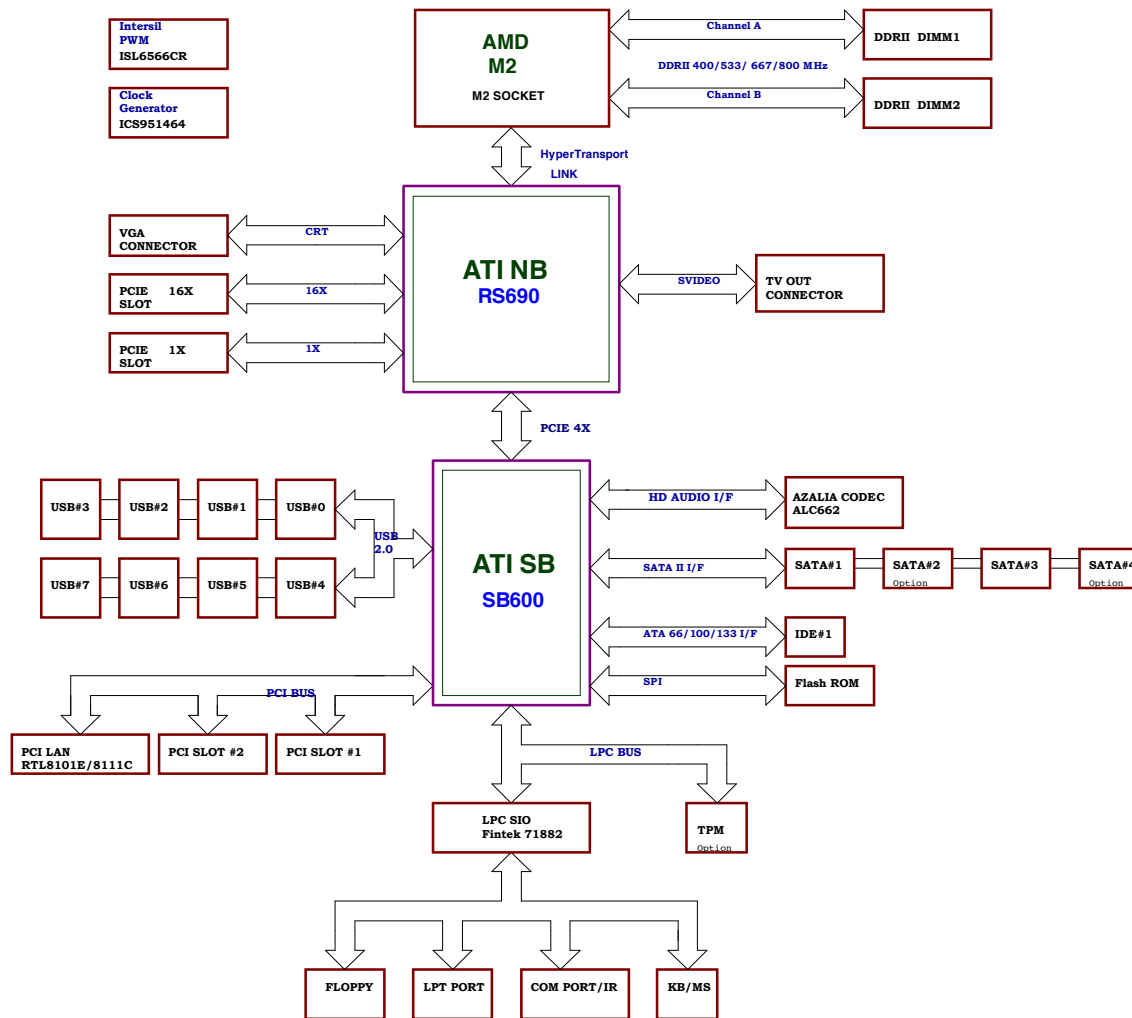 Intersil
PWM
ISL6566CR
Clock
Generator
ICS951464
AMD
M2
M2 SOCKET
Channel A
DDRII 400/533/ 667/800 MHz
Channel B
DDRII DIMM1
DDRII DIMM2
HyperTransport
LINK
VGA
CONNECTOR
CRT
PCIE 16X
SLOT
16X
PCIE 1X
SLOT
1X
ATI NB
RS690
SVIDEO
TV OUT
CONNECTOR
PCIE 4X
USB#3
USB#2
USB#1
USB#0
USB
2.0
USB#7
USB#6
USB#5
USB#4
ATI SB
SB600
HD AUDIO I/F
AZALIA CODEC
ALC662
SATA II I/F
SATA#1
SATA#2
Option
SATA#3
SATA#4
Option
ATA 66/100/133 I/F
IDE#1
SPI
Flash ROM
PCI BUS
PCI LAN
RTL8101E/8111C
PCI SLOT #2
PCI SLOT #1
LPC BUS
LPC SIO
Fintek 71882
TPM
Option
FLOPPY
LPT PORT
COM PORT/IR
KB/MS